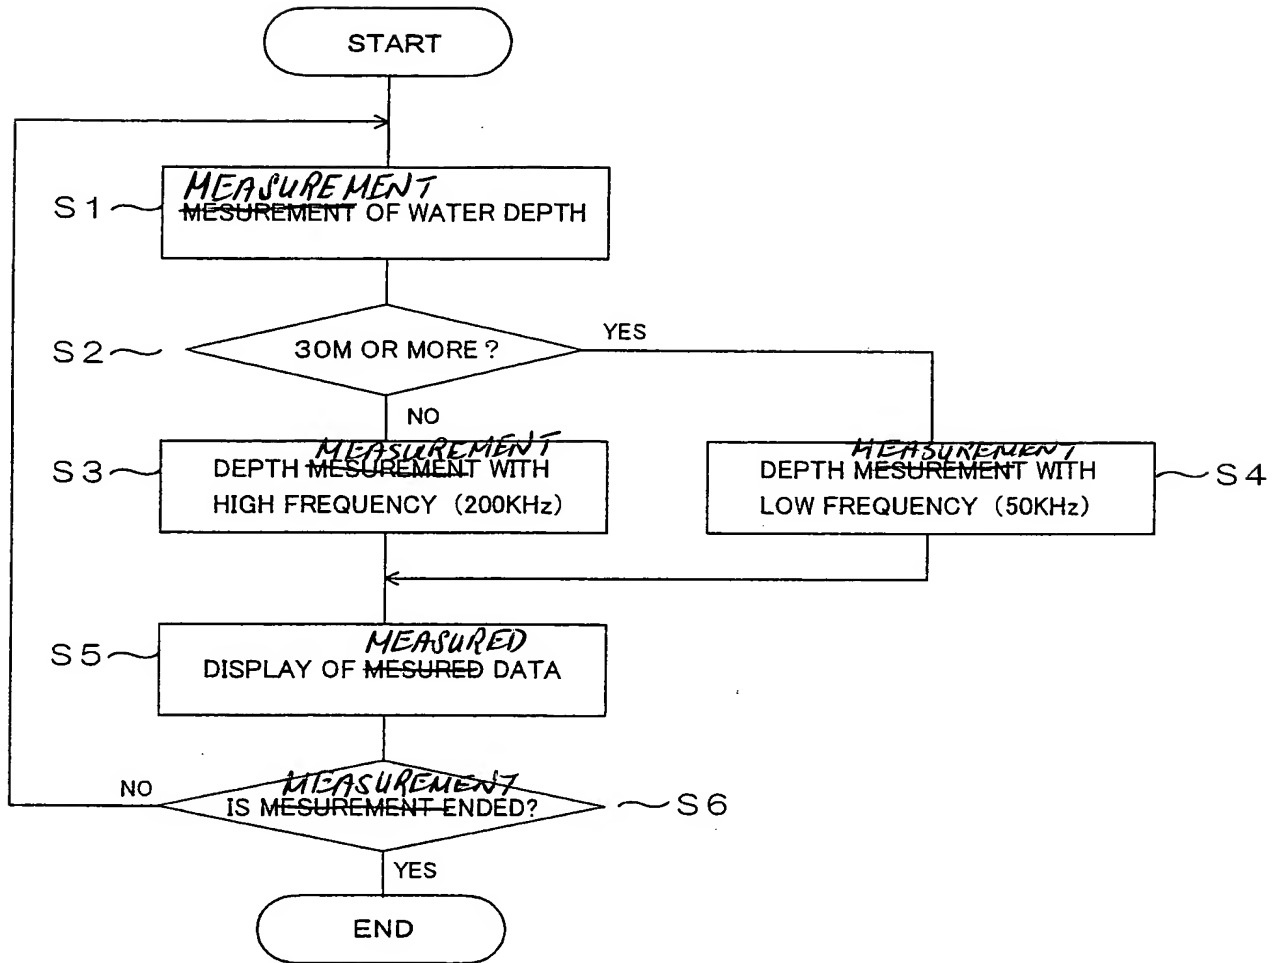 START
MEASUREMENT
S1
MESUREMENT OF WATER DEPTH
S2
30M OR MORE?
YES
NO
MEASUREMENT
S3
DEPTH MESUREMENT WITH
HIGH FREQUENCY (200KHz)
MEASUREMENT
DEPTH MESUREMENT WITH
LOW FREQUENCY (50KHz)
S4
MEASURED
S5
DISPLAY OF MESURED DATA
NO
MEASUREMENT
IS MESUREMENT ENDED?
S6
YES
END